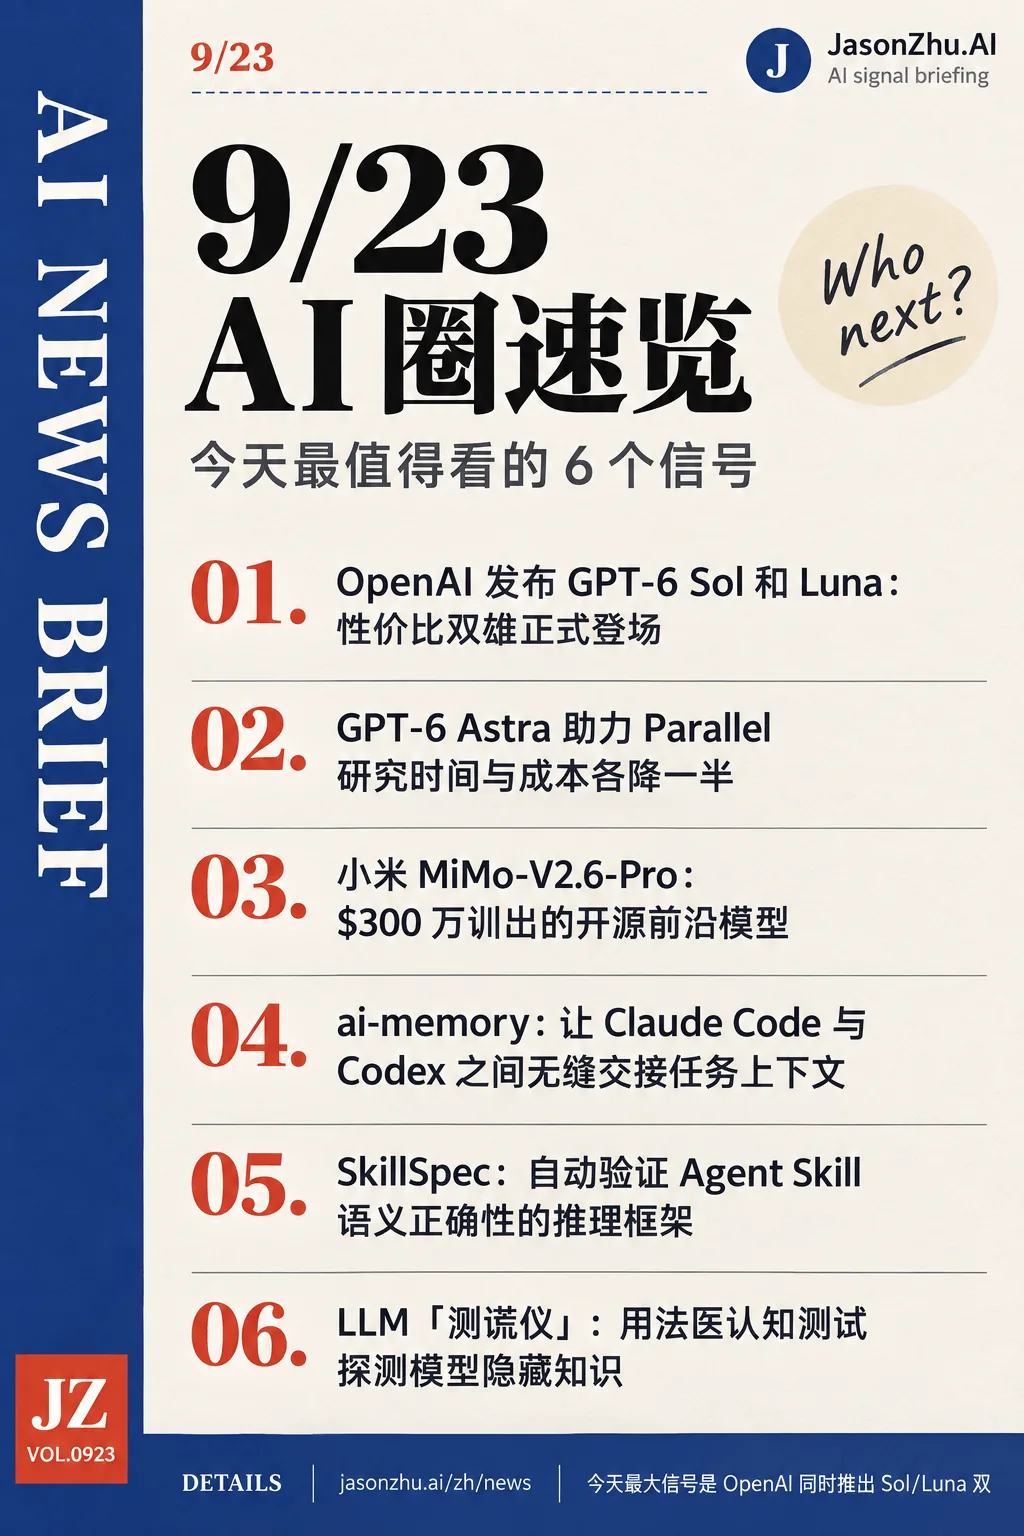 AI NEWS BRIEF
9/23
J
JasonZhu.AI
AI signal briefing
9/23
AI 圈速览
今天最值得看的 6 个信号
Who
next?
01.
OpenAI 发布 GPT-6 Sol 和 Luna：
性价比双雄正式登场
02.
GPT-6 Astra 助力 Parallel
研究时间与成本各降一半
03.
小米 MiMo-V2.6-Pro：
$300 万训出的开源前沿模型
04.
ai-memory：让 Claude Code 与
Codex 之间无缝交接任务上下文
05.
SkillSpec：自动验证 Agent Skill
语义正确性的推理框架
06.
LLM「测谎仪」：用法医认知测试
探测模型隐藏知识
JZ
VOL.0923
DETAILS
jasonzhu.ai/zh/news
今天最大信号是 OpenAI 同时推出 Sol/Luna 双